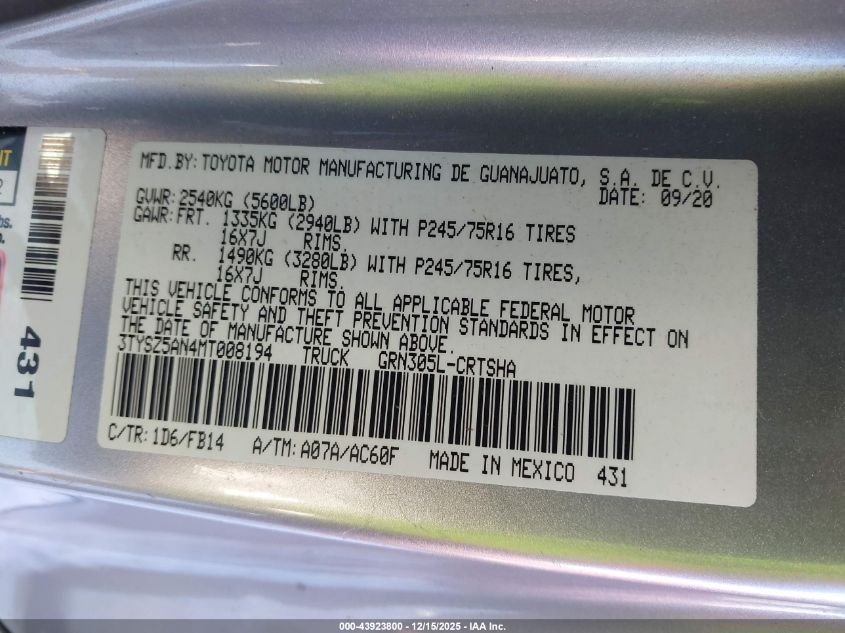 MFD.BY: TOYOTA MOTOR MANUFACTURING DE GUANAJUATO, S.A. DE C.V.
GVWR: 2540KG (5600LB) DATE: 09/20
GAWR: FRT. 1335KG (2940LB) WITH P245/75R16 TIRES
16X7J RIMS.
RR. 1490KG (3280LB) WITH P245/75R16 TIRES,
16X7J RIMS.
THIS VEHICLE CONFORMS TO ALL APPLICABLE FEDERAL MOTOR
VEHICLE SAFETY AND THEFT PREVENTION STANDARDS IN EFFECT ON
THE DATE OF MANUFACTURE SHOWN ABOVE.
3TYSZ5AN4MT008194 TRUCK GRN305L-CRTSHA
C/TR: 1D6/FB14 A/TM: A07A/AC60F MADE IN MEXICO 431
431
000-43923800 - 12/15/2025 - IAA Inc.